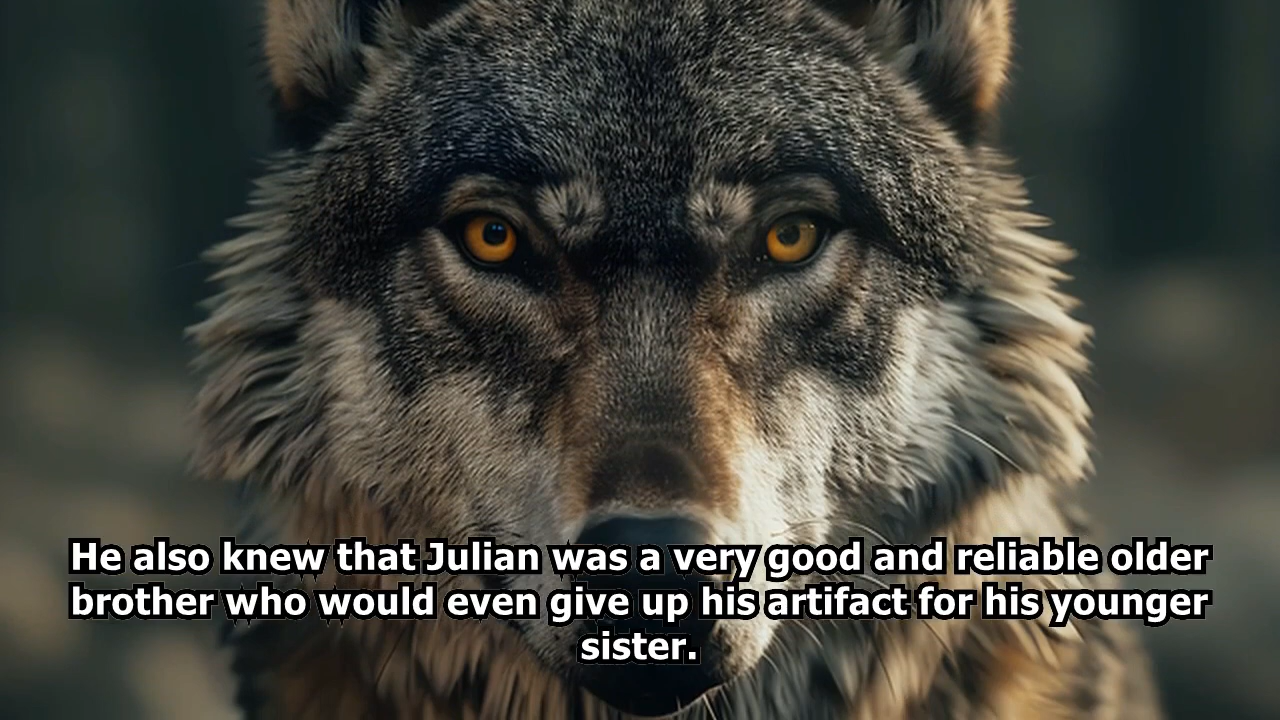 He also knew that Julian was a very good and reliable older
brother who would even give up his artifact for his younger
sister.